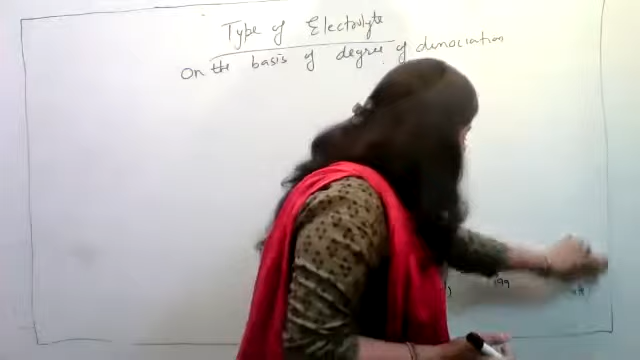 Type of Electrolyte
On the basis of degree of dissociation